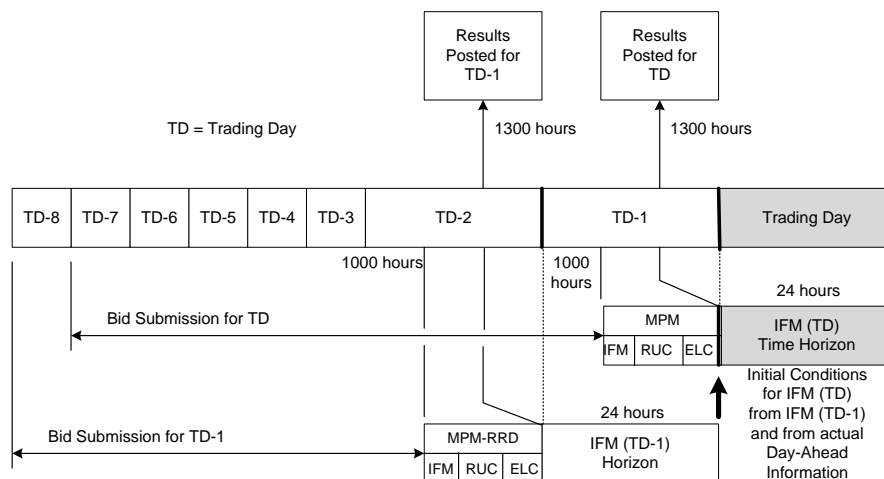 Results
Posted for
TD-1
Results
Posted for
TD
TD = Trading Day
1300 hours
1300 hours
TD-8
TD-7
TD-6
TD-5
TD-4
TD-3
TD-2
TD-1
Trading Day
1000 hours
1000
hours
24 hours
Bid Submission for TD
MPM
IFM
RUC
ELC
IFM (TD)
Time Horizon
Initial Conditions
for IFM (TD)
from IFM (TD-1)
and from actual
Day-Ahead
Information
24 hours
Bid Submission for TD-1
MPM-RRD
IFM
RUC
ELC
IFM (TD-1)
Horizon